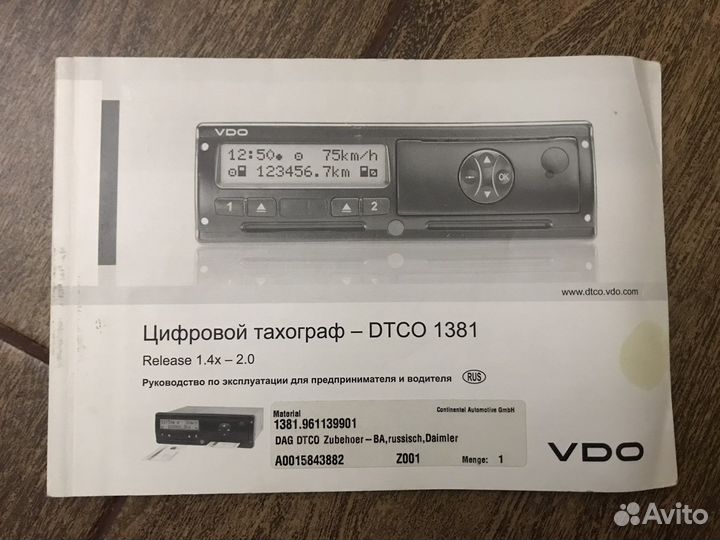 VDO
12:50 75km/h
123456.7km
1 2
OK
www.dtco.vdo.com
Цифровой тахограф – DTCO 1381
Release 1.4x – 2.0
Руководство по эксплуатации для предпринимателя и водителя RUS
Material Continental Automotive GmbH
1381.961139901
DAG DTCO Zubehoer–BA,russisch,Daimler
A0015843882 Z001 Menge: 1
VDO
Avito